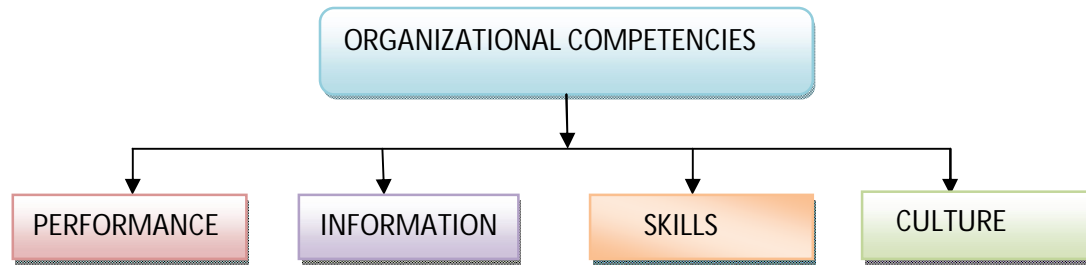 ORGANIZATIONAL COMPETENCIES
PERFORMANCE
INFORMATION
SKILLS
CULTURE